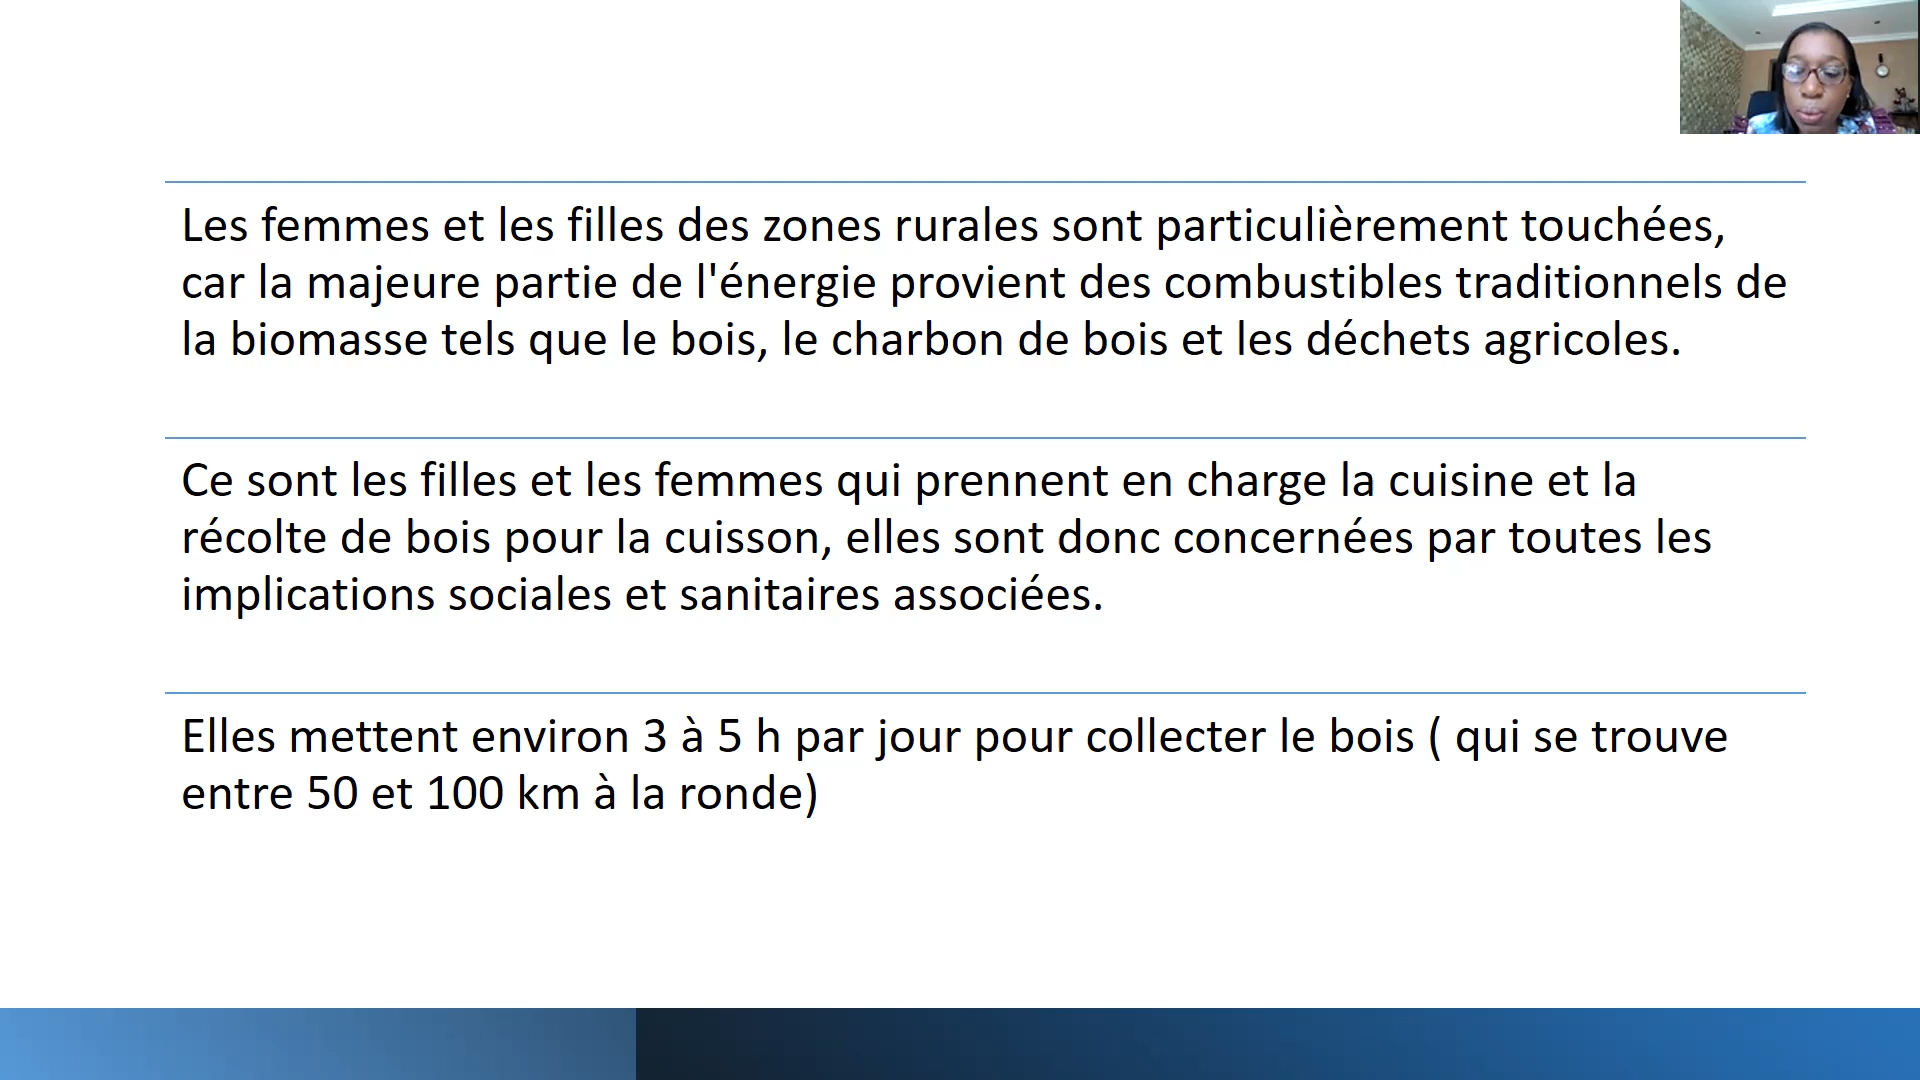 Les femmes et les filles des zones rurales sont particulièrement touchées,
car la majeure partie de l'énergie provient des combustibles traditionnels de
la biomasse tels que le bois, le charbon de bois et les déchets agricoles.
Ce sont les filles et les femmes qui prennent en charge la cuisine et la
récolte de bois pour la cuisson, elles sont donc concernées par toutes les
implications sociales et sanitaires associées.
Elles mettent environ 3 à 5 h par jour pour collecter le bois ( qui se trouve
entre 50 et 100 km à la ronde)